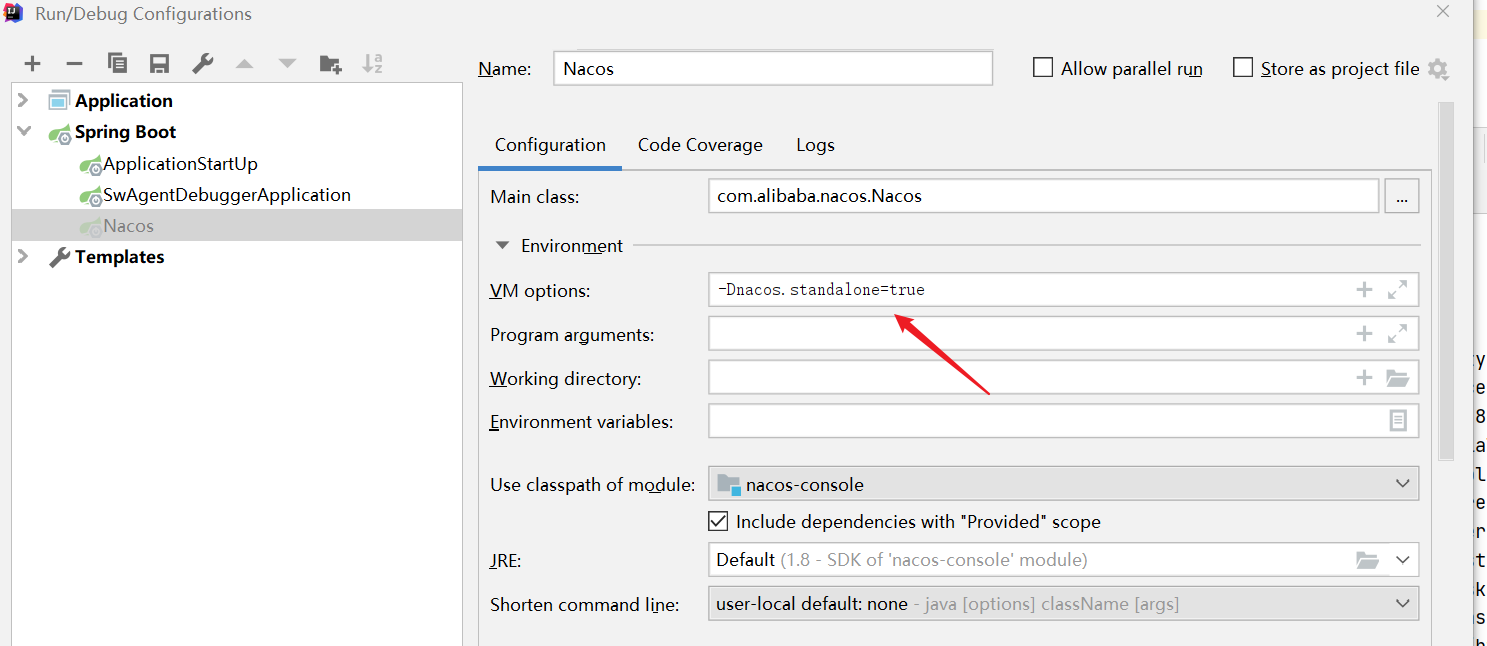 Run/Debug Configurations
Name: Nacos Allow parallel run Store as project file
Application
Spring Boot
ApplicationStartUp
SwAgentDebuggerApplication
Nacos
Templates
Configuration Code Coverage Logs
Main class: com.alibaba.nacos.Nacos ...
Environment
VM options: -Dnacos.standalone=true
Program arguments:
Working directory:
Environment variables:
Use classpath of module: nacos-console
Include dependencies with "Provided" scope
JRE: Default (1.8 - SDK of 'nacos-console' module)
Shorten command line: user-local default: none - java [options] className [args]